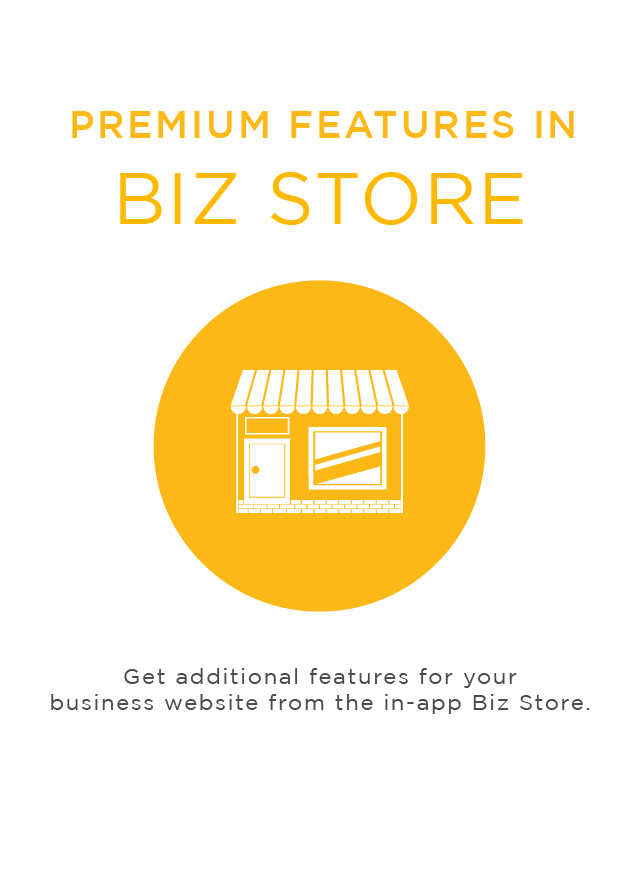 PREMIUM FEATURES IN
BIZ STORE
Get additional features for your
business website from the in-app Biz Store.